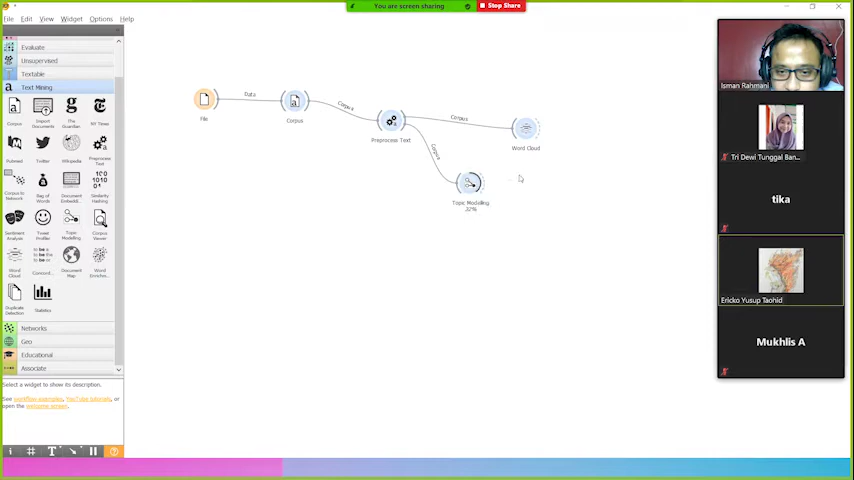 You are screen sharing
Stop Share
File Edit View Widget Options Help
Evaluate
Unsupervised
Textable
Text Mining
Corpus
Import Documents
The Guardian
NY Times
Pubmed
Twitter
Wikipedia
Preprocess Text
Corpus to Network
Bag of Words
Document Embeddi...
Similarity Hashing
Sentiment Analysis
Tweet Profiler
Topic Modelling
Corpus Viewer
Word Cloud
Concord...
Document Map
Word Enrichm...
Duplicate Detection
Statistics
Networks
Geo
Educational
Associate
Select a widget to show its description.
See workflow examples, YouTube tutorials, or open the welcome screen.
File
Data
Corpus
Corpus
Preprocess Text
Corpus
Word Cloud
Corpus
Topic Modelling
32%
Isman Rahmani
Tri Dewi Tunggal Ban...
tika
Ericko Yusup Taohid
Mukhlis A